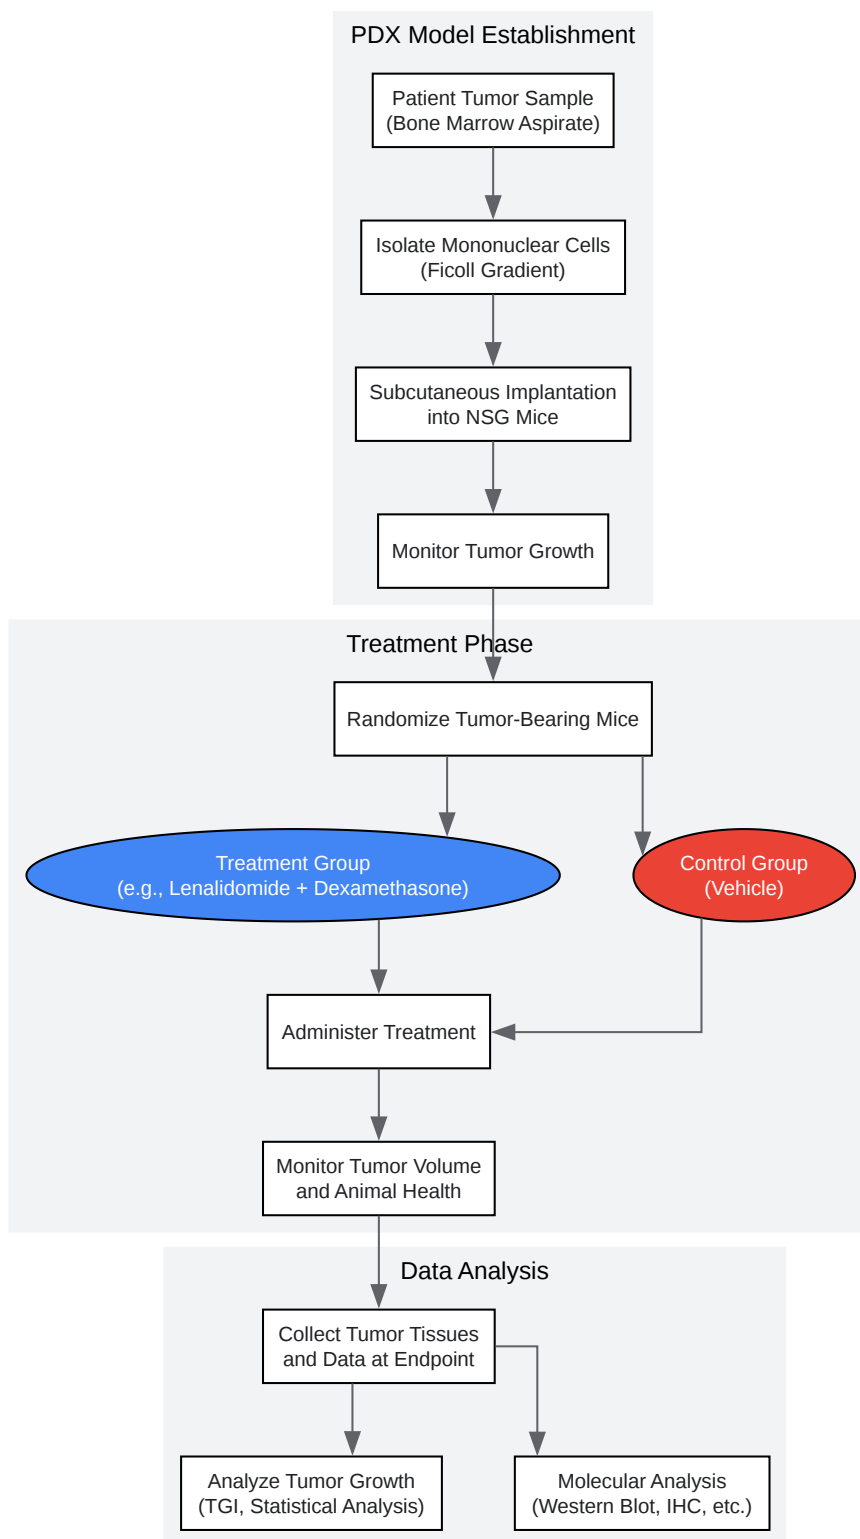 PDX Model Establishment
Patient Tumor Sample
(Bone Marrow Aspirate)
Isolate Mononuclear Cells
(Ficoll Gradient)
Subcutaneous Implantation
into NSG Mice
Monitor Tumor Growth
Treatment Phase
Randomize Tumor-Bearing Mice
Treatment Group
(e.g., Lenalidomide + Dexamethasone)
Control Group
(Vehicle)
Administer Treatment
Monitor Tumor Volume
and Animal Health
Data Analysis
Collect Tumor Tissues
and Data at Endpoint
Analyze Tumor Growth
(TGI, Statistical Analysis)
Molecular Analysis
(Western Blot, IHC, etc.)